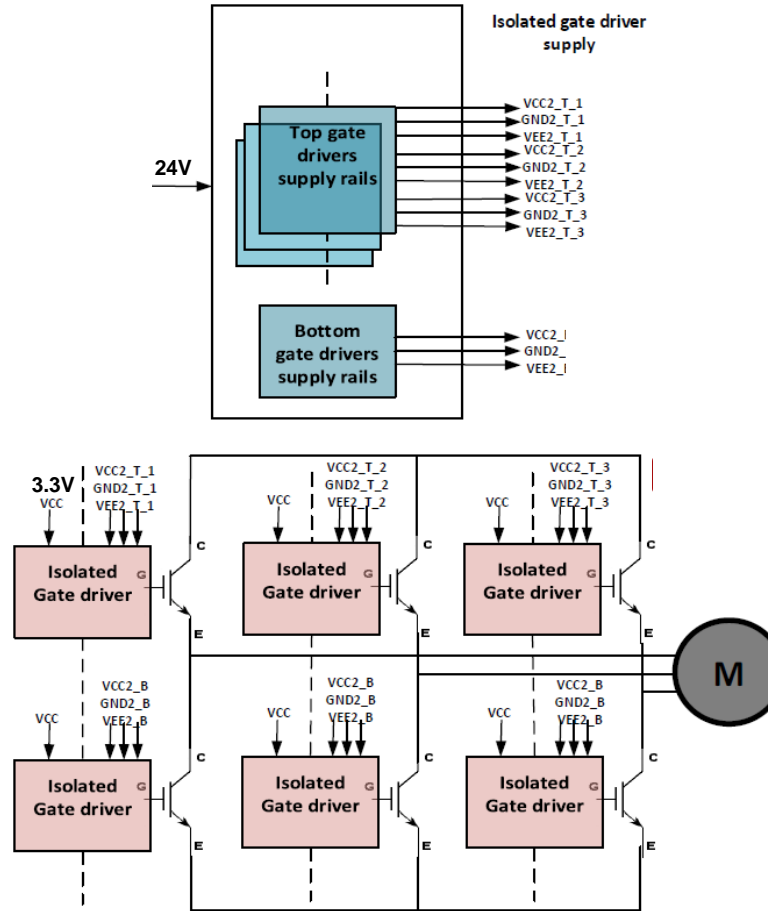 Isolated gate driver
supply
VCC2_T_1
GND2_T_1
VEE2_T_1
VCC2_T_2
GND2_T_2
VEE2_T_2
VCC2_T_3
GND2_T_3
VEE2_T_3
Top gate
drivers
supply rails
24V
Bottom
gate drivers
supply rails
VCC2_
GND2_
VEE2_
3.3V
VCC
VCC2_T_1
GND2_T_1
VEE2_T_1
Isolated
Gate driver
G
C
E
VCC
VCC2_T_2
GND2_T_2
VEE2_T_2
Isolated
Gate driver
G
C
E
VCC
VCC2_T_3
GND2_T_3
VEE2_T_3
Isolated
Gate driver
G
C
E
M
VCC
VCC2_B
GND2_B
VEE2_B
Isolated
Gate driver
G
C
E
VCC
VCC2_B
GND2_B
VEE2_B
Isolated
Gate driver
G
C
E
VCC
VCC2_B
GND2_B
VEE2_B
Isolated
Gate driver
G
C
E